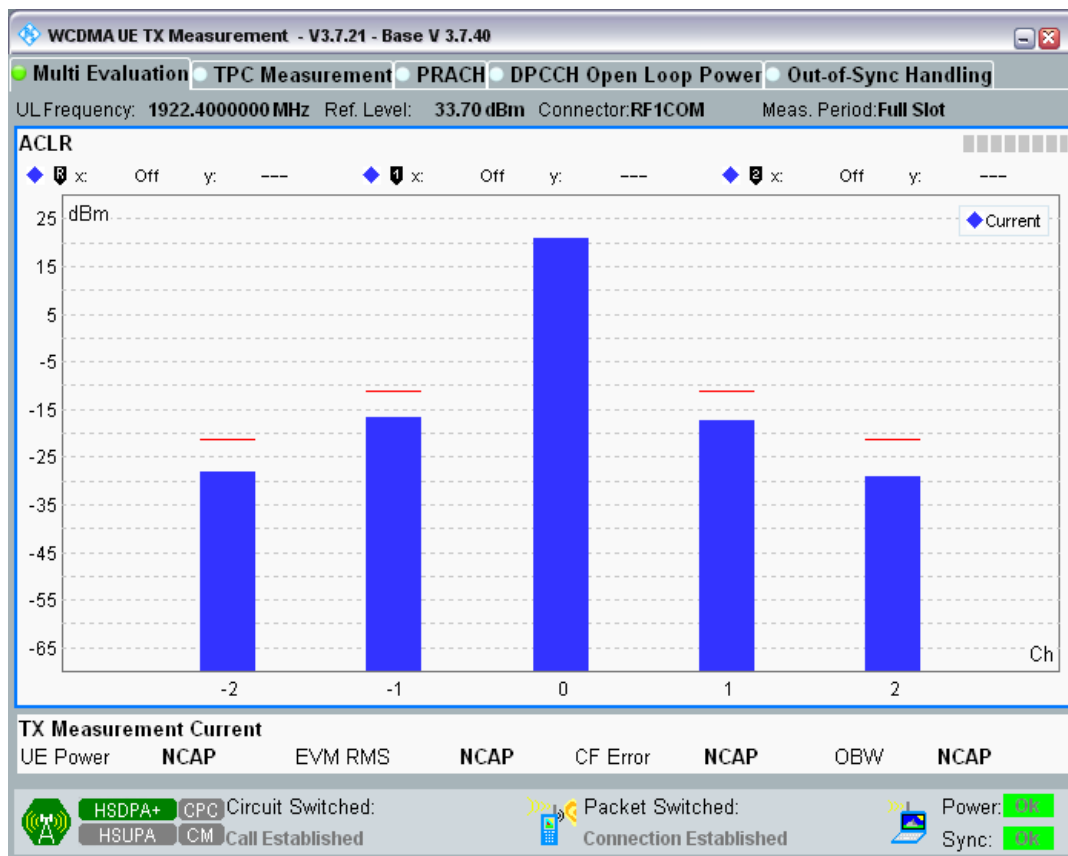 WCDMA UE TX Measurement - V3.7.21 - Base V 3.7.40
Multi Evaluation TPC Measurement PRACH DPCCH Open Loop Power Out-of-Sync Handling
UL Frequency: 1922.4000000 MHz Ref. Level: 33.70 dBm Connector:RF1COM Meas. Period:Full Slot
ACLR
R x: Off y: --- 1 x: Off y: --- 2 x: Off y: ---
dBm
Current
25
15
5
-5
-15
-25
-35
-45
-55
-65
Ch
-2 -1 0 1 2
TX Measurement Current
UE Power NCAP EVM RMS NCAP CF Error NCAP OBW NCAP
HSDPA+ CPC Circuit Switched: Packet Switched: Power: OK
HSUPA CM Call Established Connection Established Sync: OK